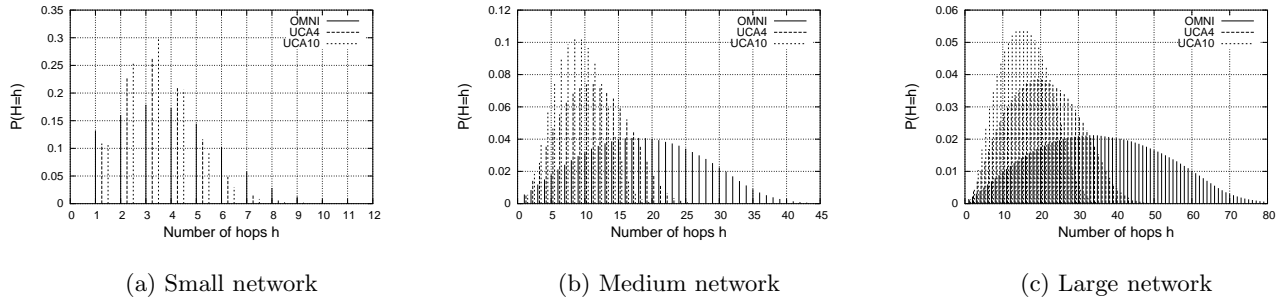 0.35
0.3
0.25
0.2
0.15
0.1
0.05
0
P(H=h)
OMNI
UCA4
UCA10
0 1 2 3 4 5 6 7 8 9 10 11 12
Number of hops h
(a) Small network
0.12
0.1
0.08
0.06
0.04
0.02
0
P(H=h)
OMNI
UCA4
UCA10
0 5 10 15 20 25 30 35 40 45
Number of hops h
(b) Medium network
0.06
0.05
0.04
0.03
0.02
0.01
0
P(H=h)
OMNI
UCA4
UCA10
0 10 20 30 40 50 60 70 80
Number of hops h
(c) Large network